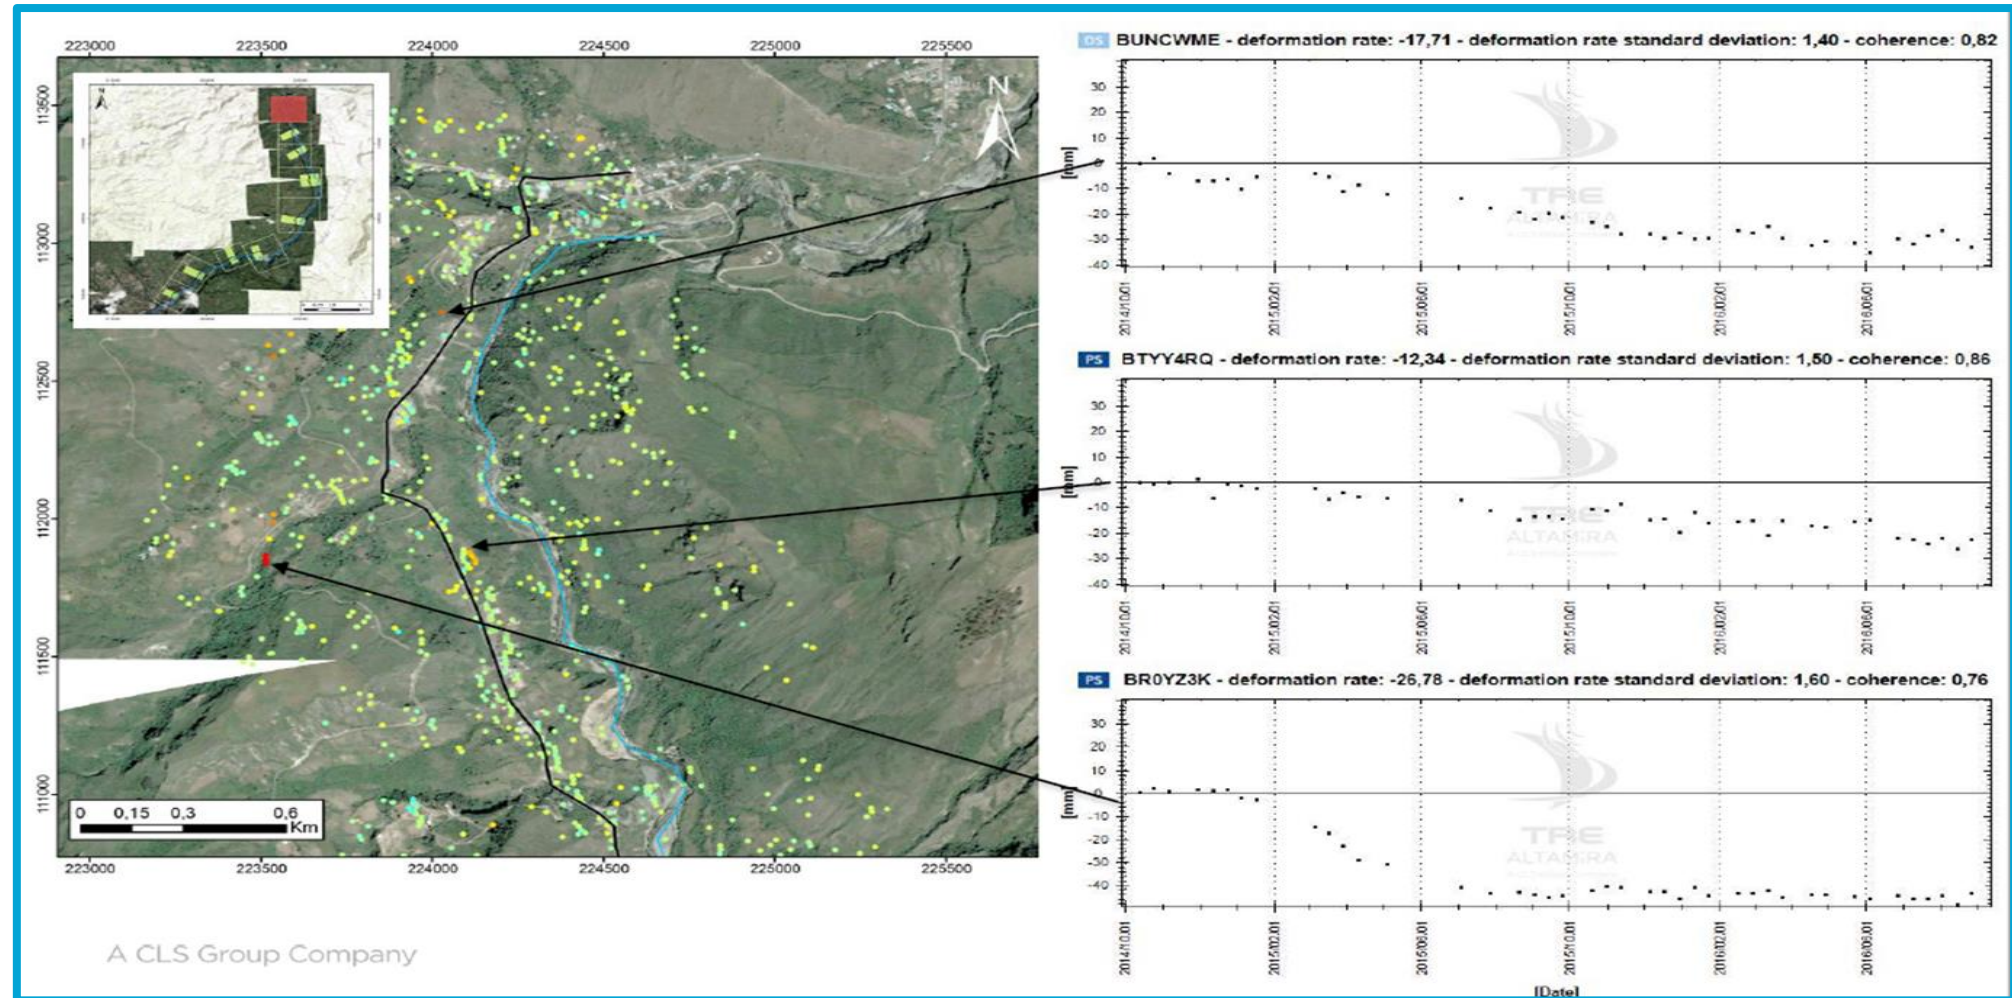 223000 223500 224000 224500 225000 225500
113500
113000
112500
112000
111500
111000
N
0 0,15 0,3 0,6
Km
223000 223500 224000 224500 225000 225500
A CLS Group Company
DS BUNCWME - deformation rate: -17,71 - deformation rate standard deviation: 1,40 - coherence: 0,82
[mm]
30
20
10
0
-10
-20
-30
-40
TRE
ALTAMIRA
2014/10/01 2015/02/01 2015/06/01 2015/10/01 2016/02/01 2016/06/01
PS BTYY4RQ - deformation rate: -12,34 - deformation rate standard deviation: 1,50 - coherence: 0,86
[mm]
30
20
10
0
-10
-20
-30
-40
TRE
ALTAMIRA
2014/10/01 2015/02/01 2015/06/01 2015/10/01 2016/02/01 2016/06/01
PS BR0YZ3K - deformation rate: -26,78 - deformation rate standard deviation: 1,60 - coherence: 0,76
[mm]
30
20
10
0
-10
-20
-30
-40
TRE
ALTAMIRA
2014/10/01 2015/02/01 2015/06/01 2015/10/01 2016/02/01 2016/06/01
[Date]